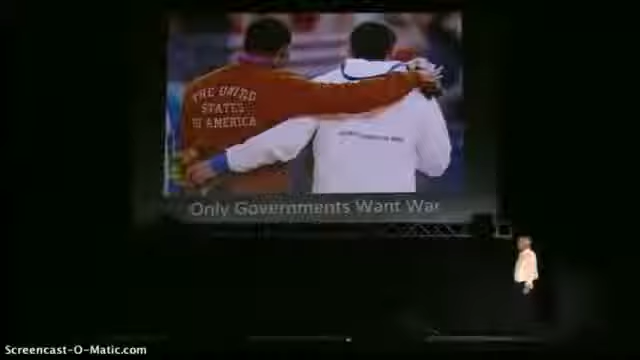 THE UNITED
STATES
OF AMERICA
Only Governments Want War
Screencast-O-Matic.com